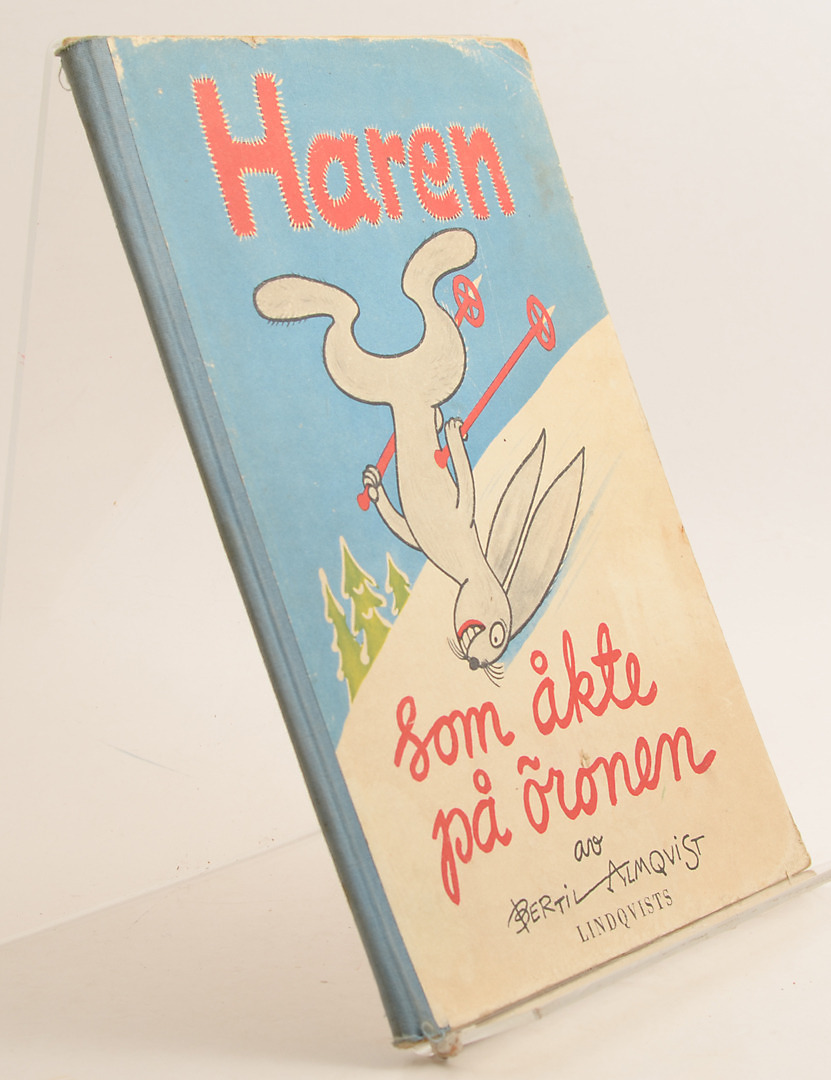 Haren
som åkte
på öronen
av
BERTIL ALMQVIST
LINDQVISTS